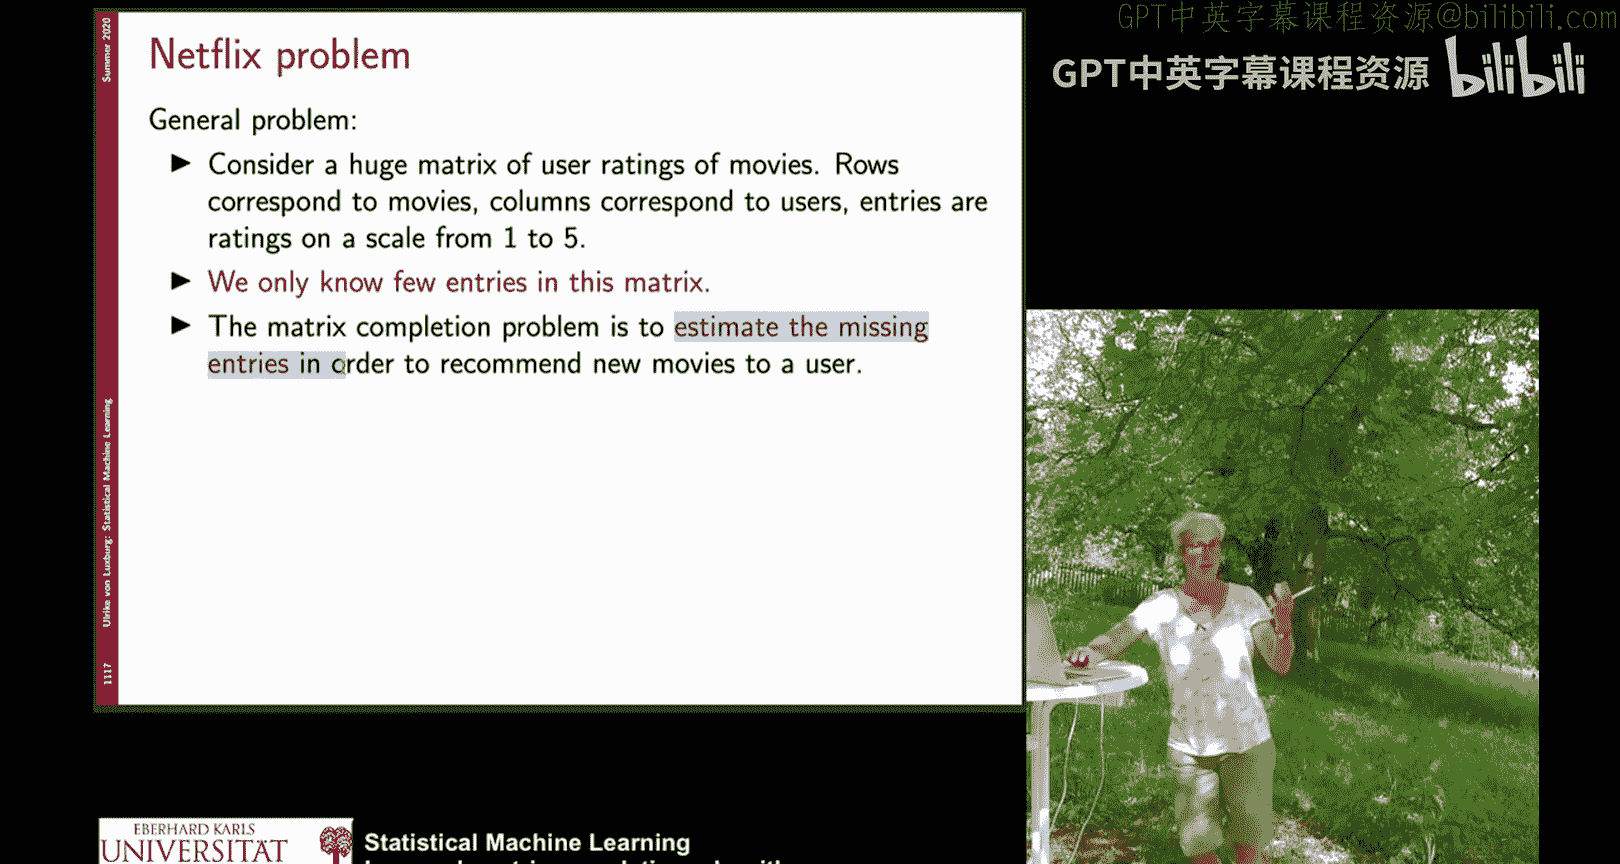 GPT中英字幕课程资源@bilibili.com
GPT中英字幕课程资源 bilibili
Summer 2020
Ulrike von Luxburg: Statistical Machine Learning
1117
Netflix problem
General problem:
► Consider a huge matrix of user ratings of movies. Rows
correspond to movies, columns correspond to users, entries are
ratings on a scale from 1 to 5.
► We only know few entries in this matrix.
► The matrix completion problem is to estimate the missing
entries in order to recommend new movies to a user.
EBERHARD KARLS
UNIVERSITÄT
Statistical Machine Learning